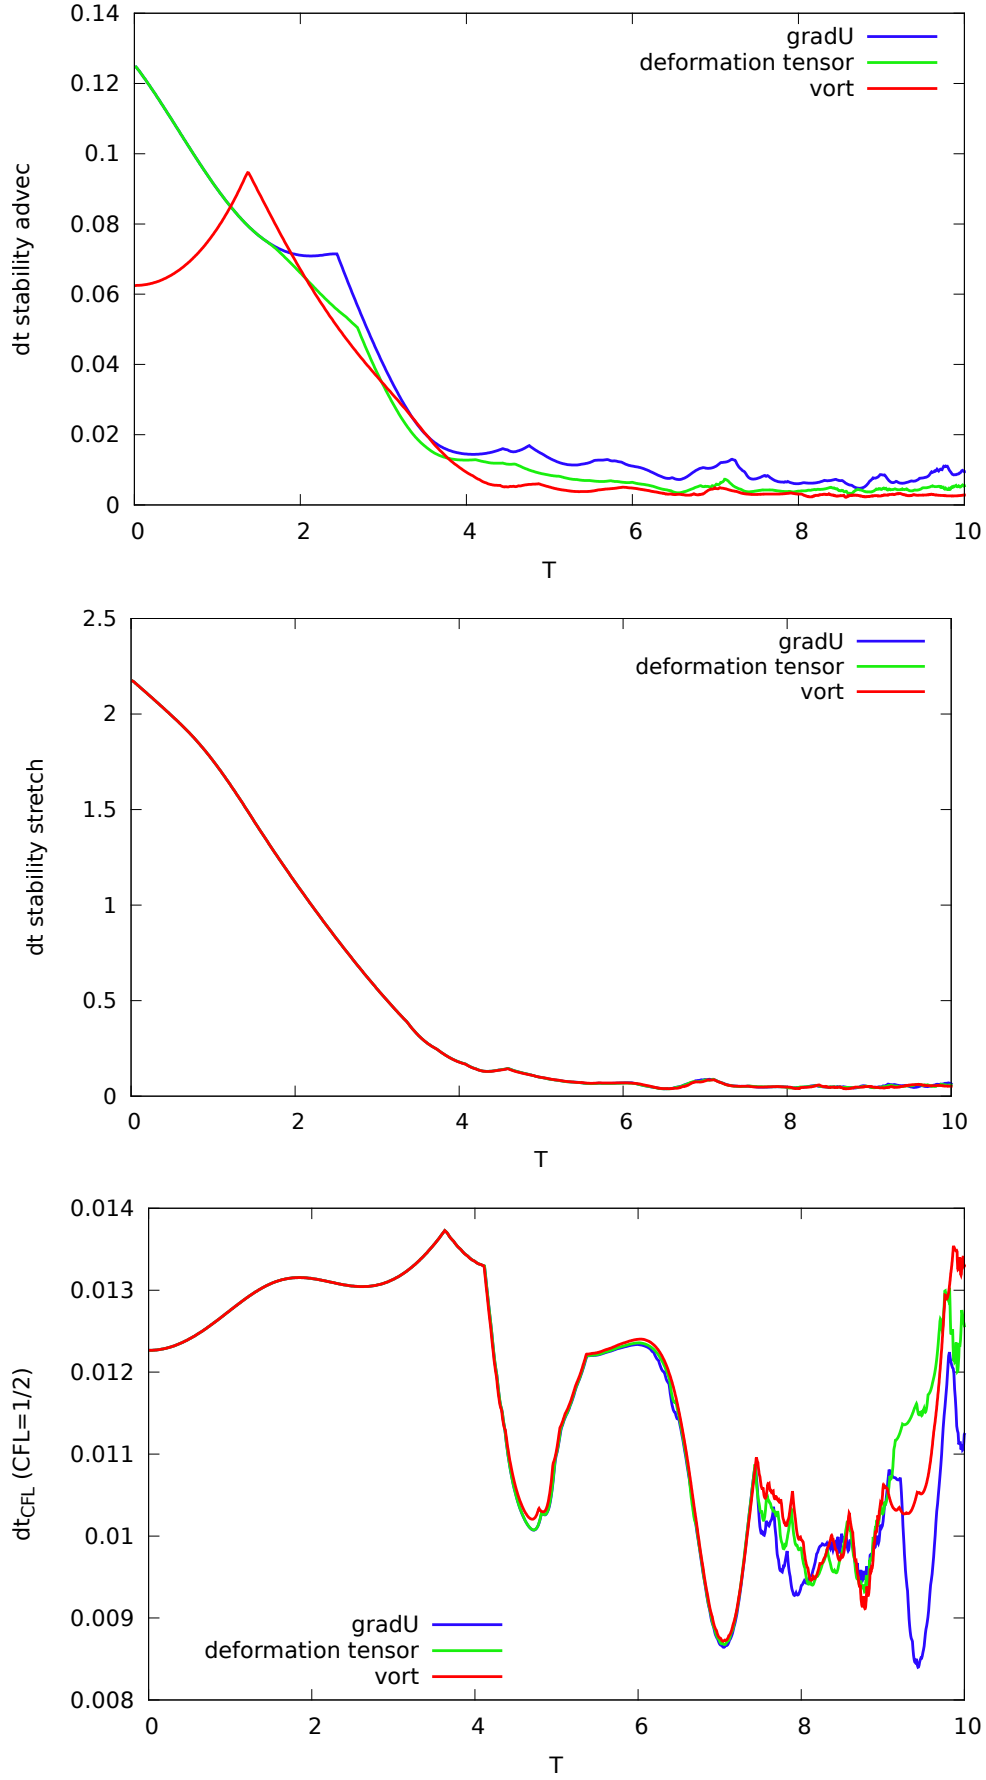 0.14
0.12
0.1
0.08
0.06
0.04
0.02
0
dt stability advec
gradU
deformation tensor
vort
0 2 4 6 8 10
T
2.5
2
1.5
1
0.5
0
dt stability stretch
gradU
deformation tensor
vort
0 2 4 6 8 10
T
0.014
0.013
0.012
0.011
0.01
0.009
0.008
dtCFL (CFL=1/2)
gradU
deformation tensor
vort
0 2 4 6 8 10
T